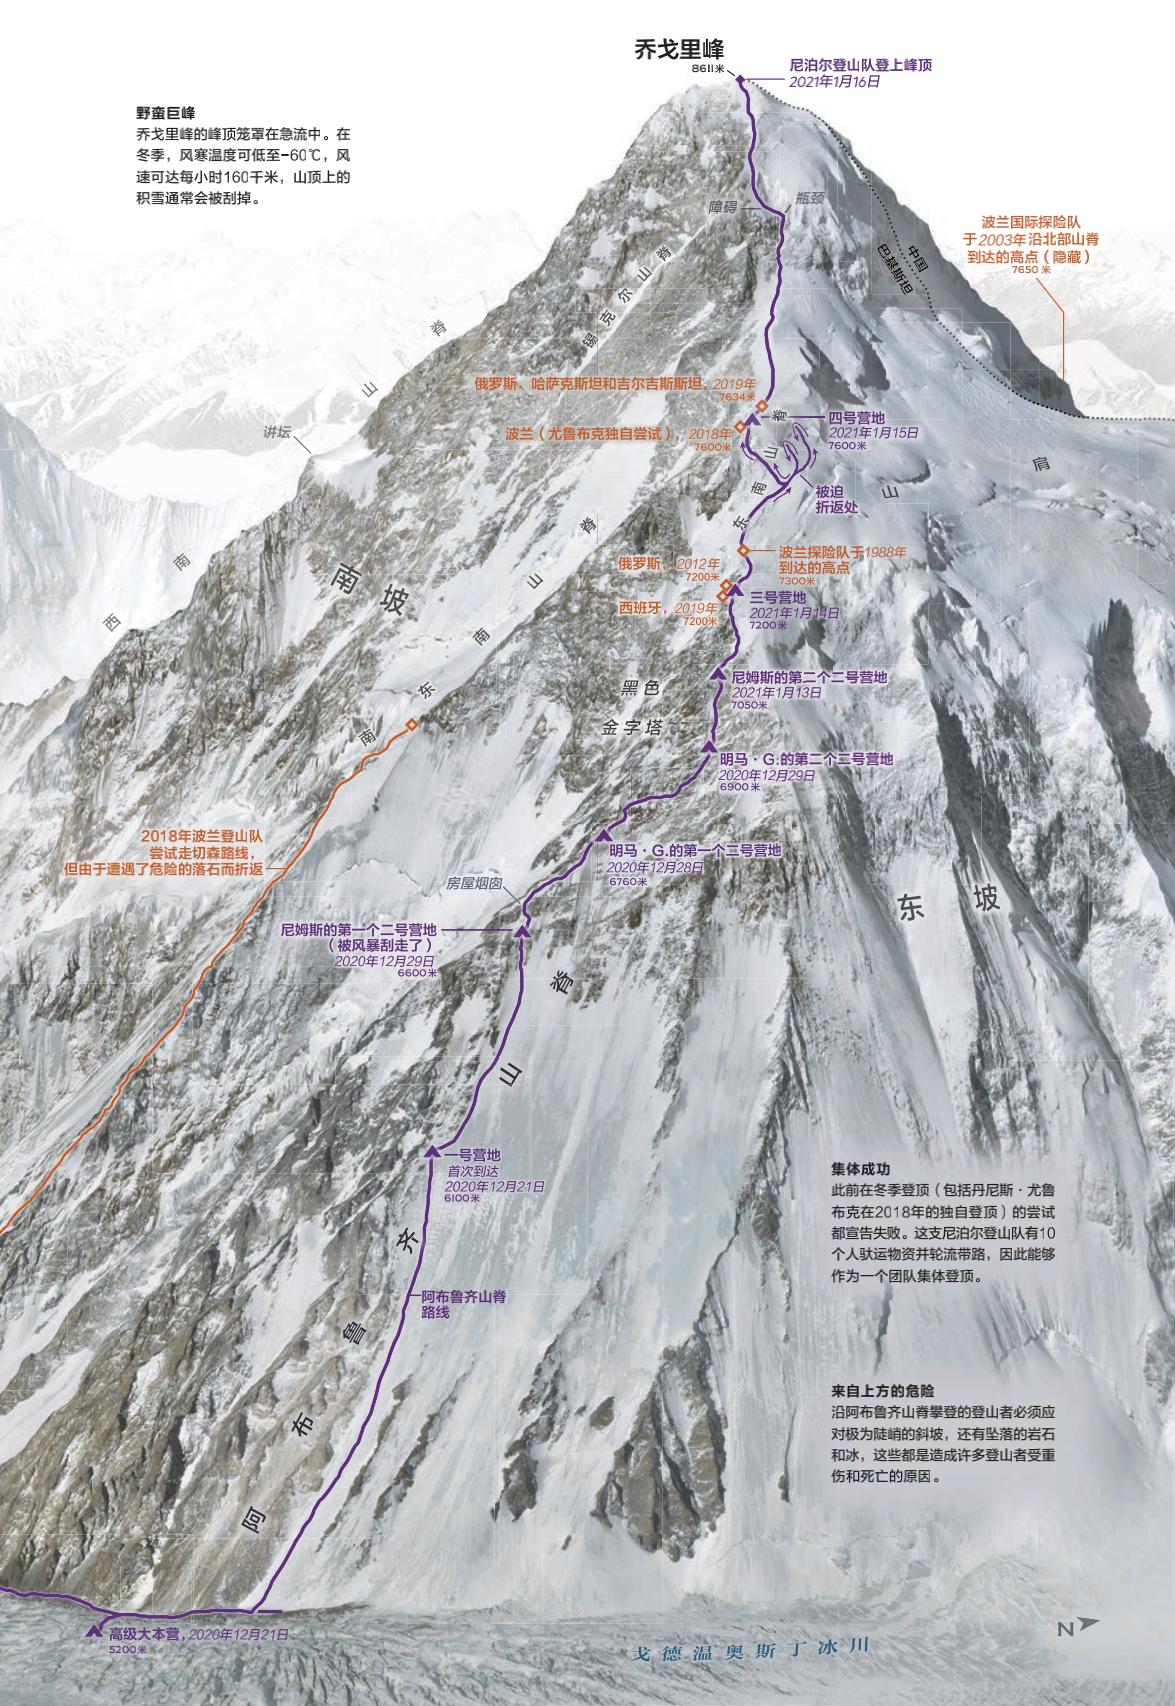 乔戈里峰
8611米
尼泊尔登山队登上峰顶
2021年1月16日
野蛮巨峰
乔戈里峰的峰顶笼罩在急流中。在
冬季，风寒温度可低至-60℃，风
速可达每小时160千米，山顶上的
积雪通常会被刮掉。
障碍
瓶颈
波兰国际探险队
于2003年沿北部山脊
到达的高点（隐藏）
7650米
中国
巴基斯坦
锡克尔山脊
俄罗斯、哈萨克斯坦和吉尔吉斯斯坦，2019年
7634米
波兰（尤鲁布克独自尝试），2018年
7600米
四号营地
2021年1月15日
7600米
讲坛
西南山脊
东南山脊
山肩
被迫
折返处
波兰探险队于1988年
到达的高点
7300米
俄罗斯，2012年
7200米
西班牙，2019年
7200米
三号营地
2021年1月14日
7200米
南坡
南东南山脊
黑色
金字塔
尼姆斯的第二个二号营地
2021年1月13日
7050米
明马·G.的第二个二号营地
2020年12月29日
6900米
2018年波兰登山队
尝试走切森路线，
但由于遭遇了危险的落石而折返
明马·G.的第一个二号营地
2020年12月28日
6760米
房屋烟囱
尼姆斯的第一个二号营地
（被风暴刮走了）
2020年12月29日
6600米
东坡
一号营地
首次到达
2020年12月21日
6100米
阿布鲁齐山脊
阿布鲁齐山脊
路线
集体成功
此前在冬季登顶（包括丹尼斯·尤鲁
布克在2018年的独自登顶）的尝试
都宣告失败。这支尼泊尔登山队有10
个人驮运物资并轮流带路，因此能够
作为一个团队集体登顶。
来自上方的危险
沿阿布鲁齐山脊攀登的登山者必须应
对极为陡峭的斜坡，还有坠落的岩石
和冰，这些都是造成许多登山者受重
伤和死亡的原因。
高级大本营，2020年12月21日
5200米
戈德温奥斯丁冰川
N